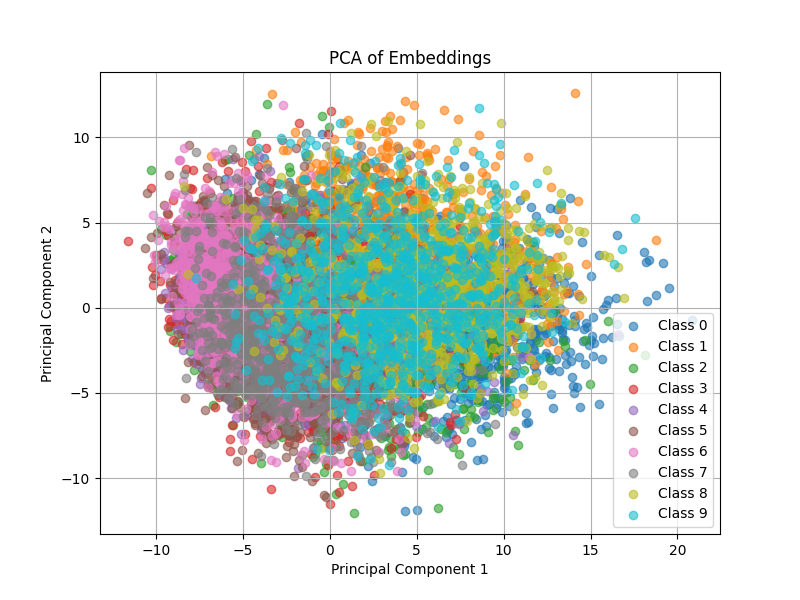 PCA of Embeddings
Principal Component 2
10
5
0
−5
−10
Class 0
Class 1
Class 2
Class 3
Class 4
Class 5
Class 6
Class 7
Class 8
Class 9
−10 −5 0 5 10 15 20
Principal Component 1